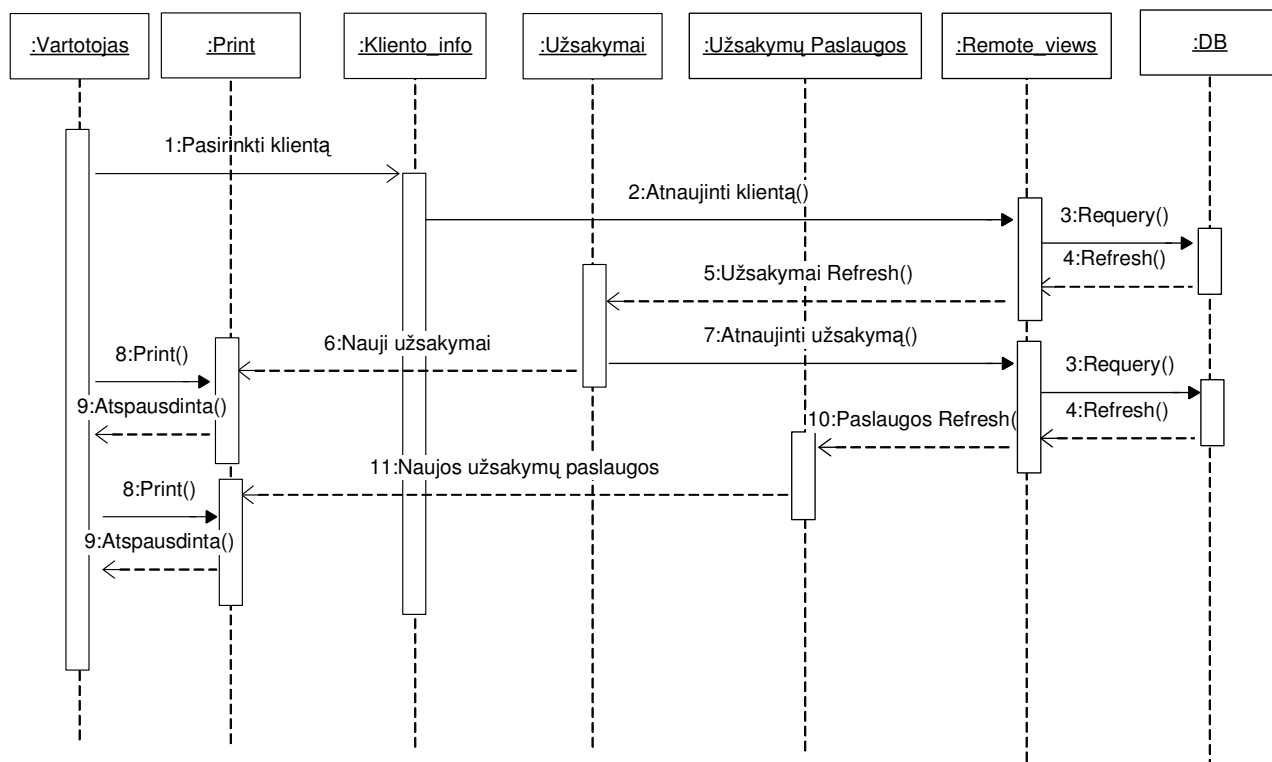 :Vartotojas
:Print
:Kliento_info
:Užsakymai
:Užsakymų Paslaugos
:Remote_views
:DB
1:Pasirinkti klientą
2:Atnaujinti klientą()
3:Requery()
4:Refresh()
5:Užsakymai Refresh()
6:Nauji užsakymai
7:Atnaujinti užsakymą()
8:Print()
3:Requery()
9:Atspausdinta()
4:Refresh()
10:Paslaugos Refresh(
11:Naujos užsakymų paslaugos
8:Print()
9:Atspausdinta()